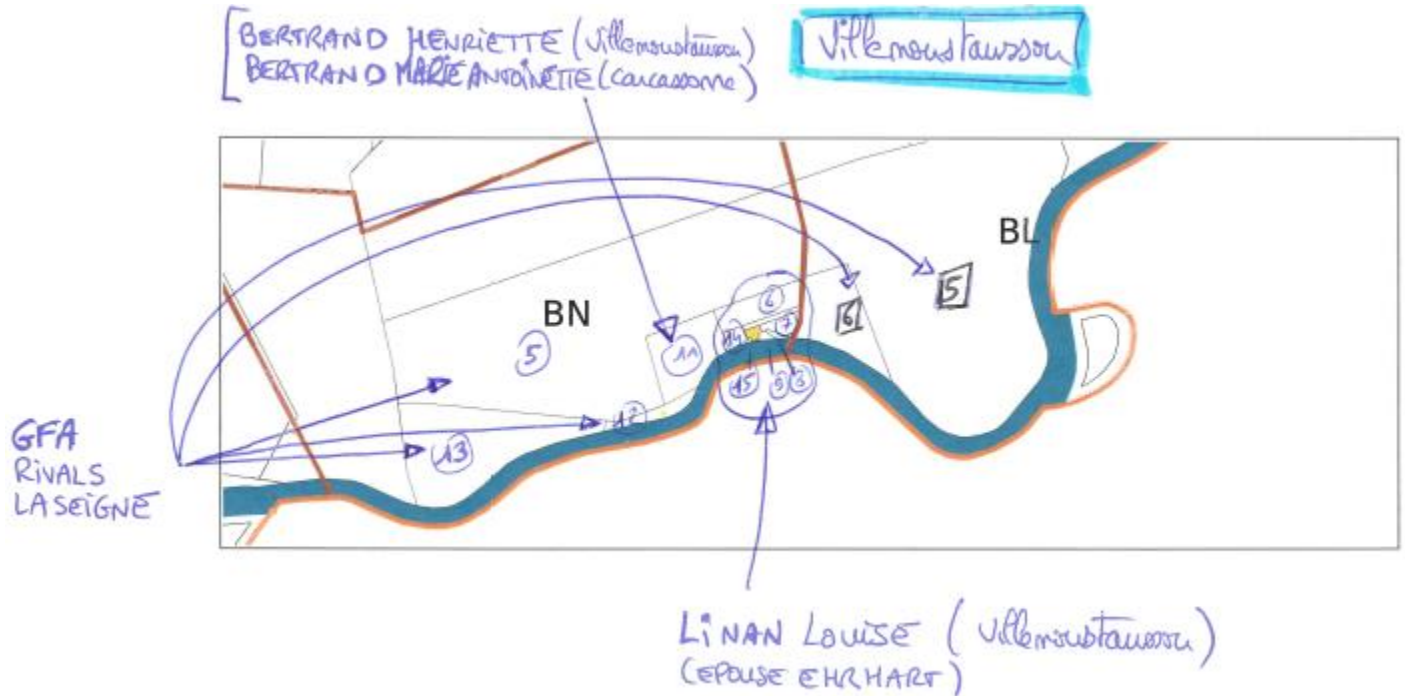 BERTRAND HENRIETTE (Villemoustaussou)
BERTRAND MARIE ANTOINETTE (Carcassonne)
Villemoustaussou
BL
BN
5
6
5
11
6
14
7
15
9
8
12
13
GFA
RIVALS
LASEIGNE
LINAN LOUISE (Villemoustaussou)
(EPOUSE EHRHART)